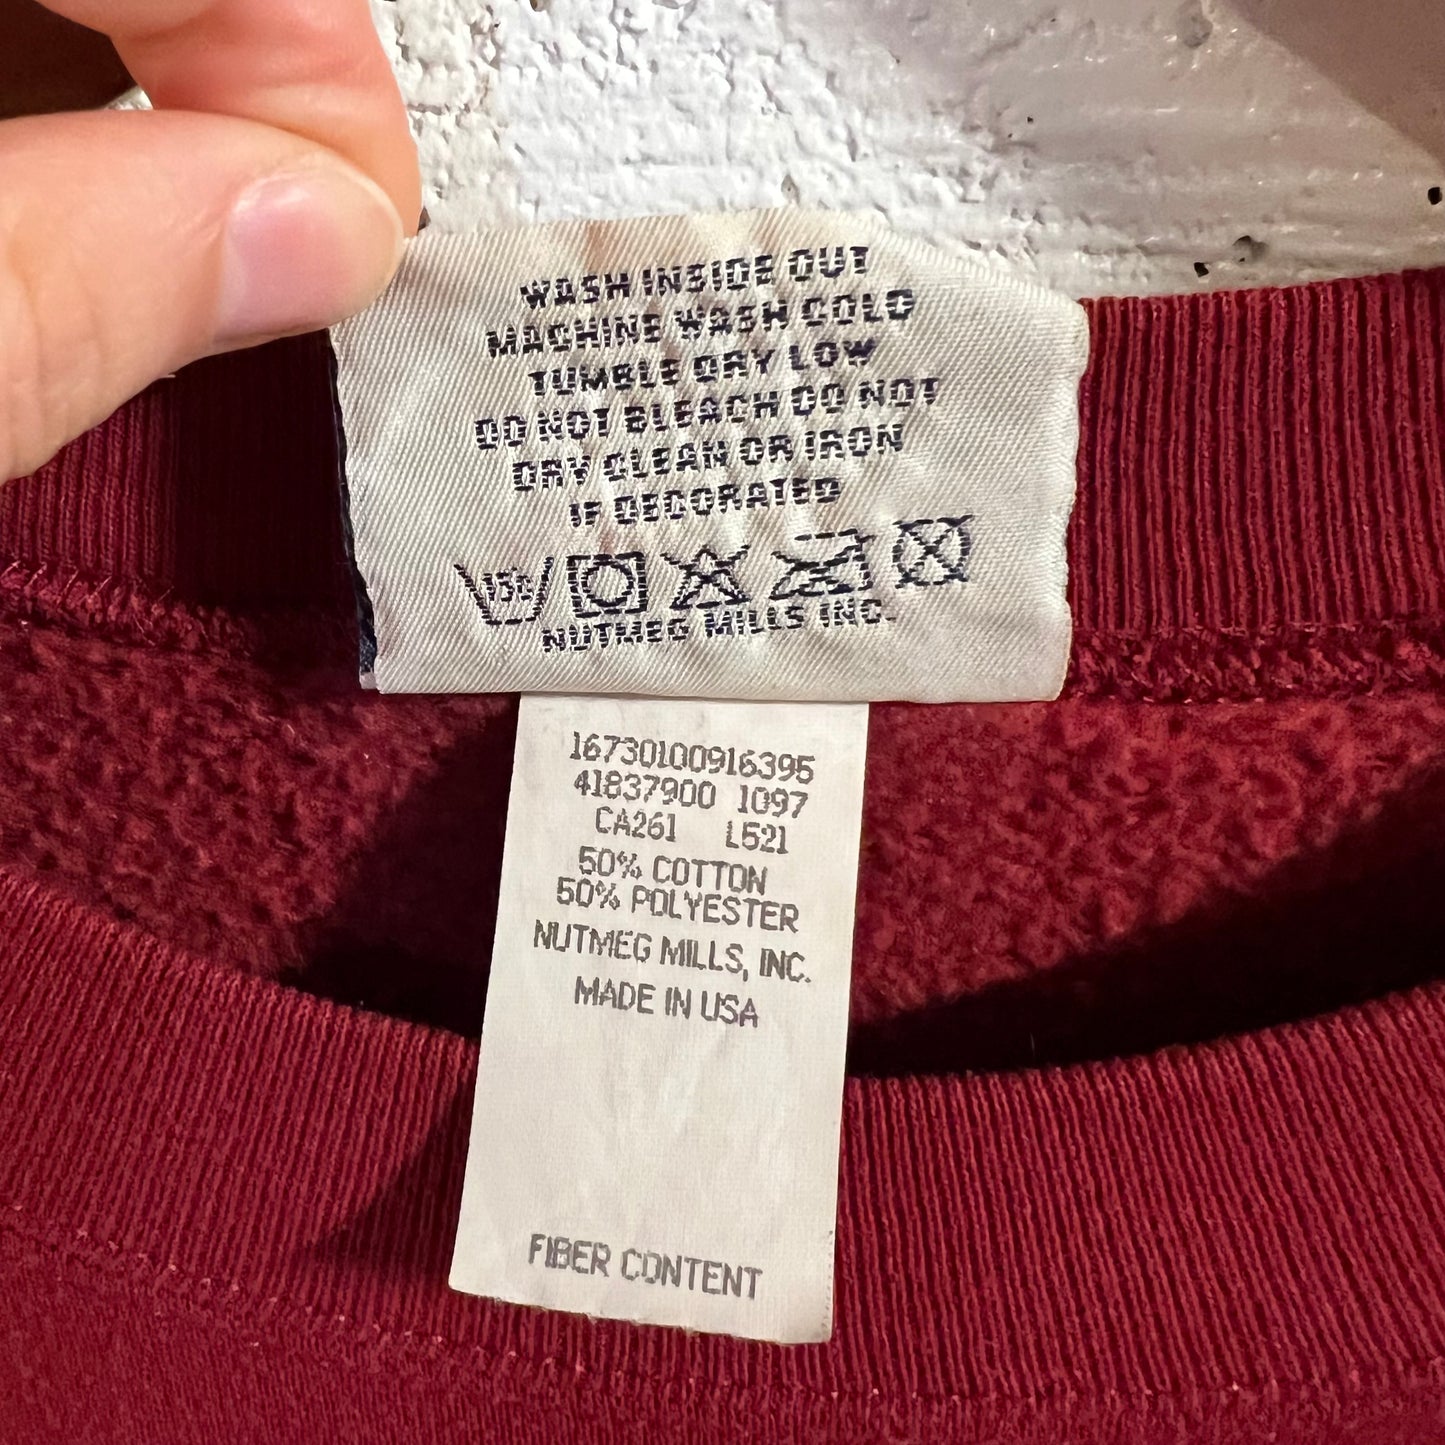 WASH INSIDE OUT
MACHINE WASH COLD
TUMBLE DRY LOW
DO NOT BLEACH DO NOT
DRY CLEAN OR IRON
IF DECORATED
NUTMEG MILLS INC.
16730100916395
41837900 1097
CA261 L521
50% COTTON
50% POLYESTER
NUTMEG MILLS, INC.
MADE IN USA
FIBER CONTENT